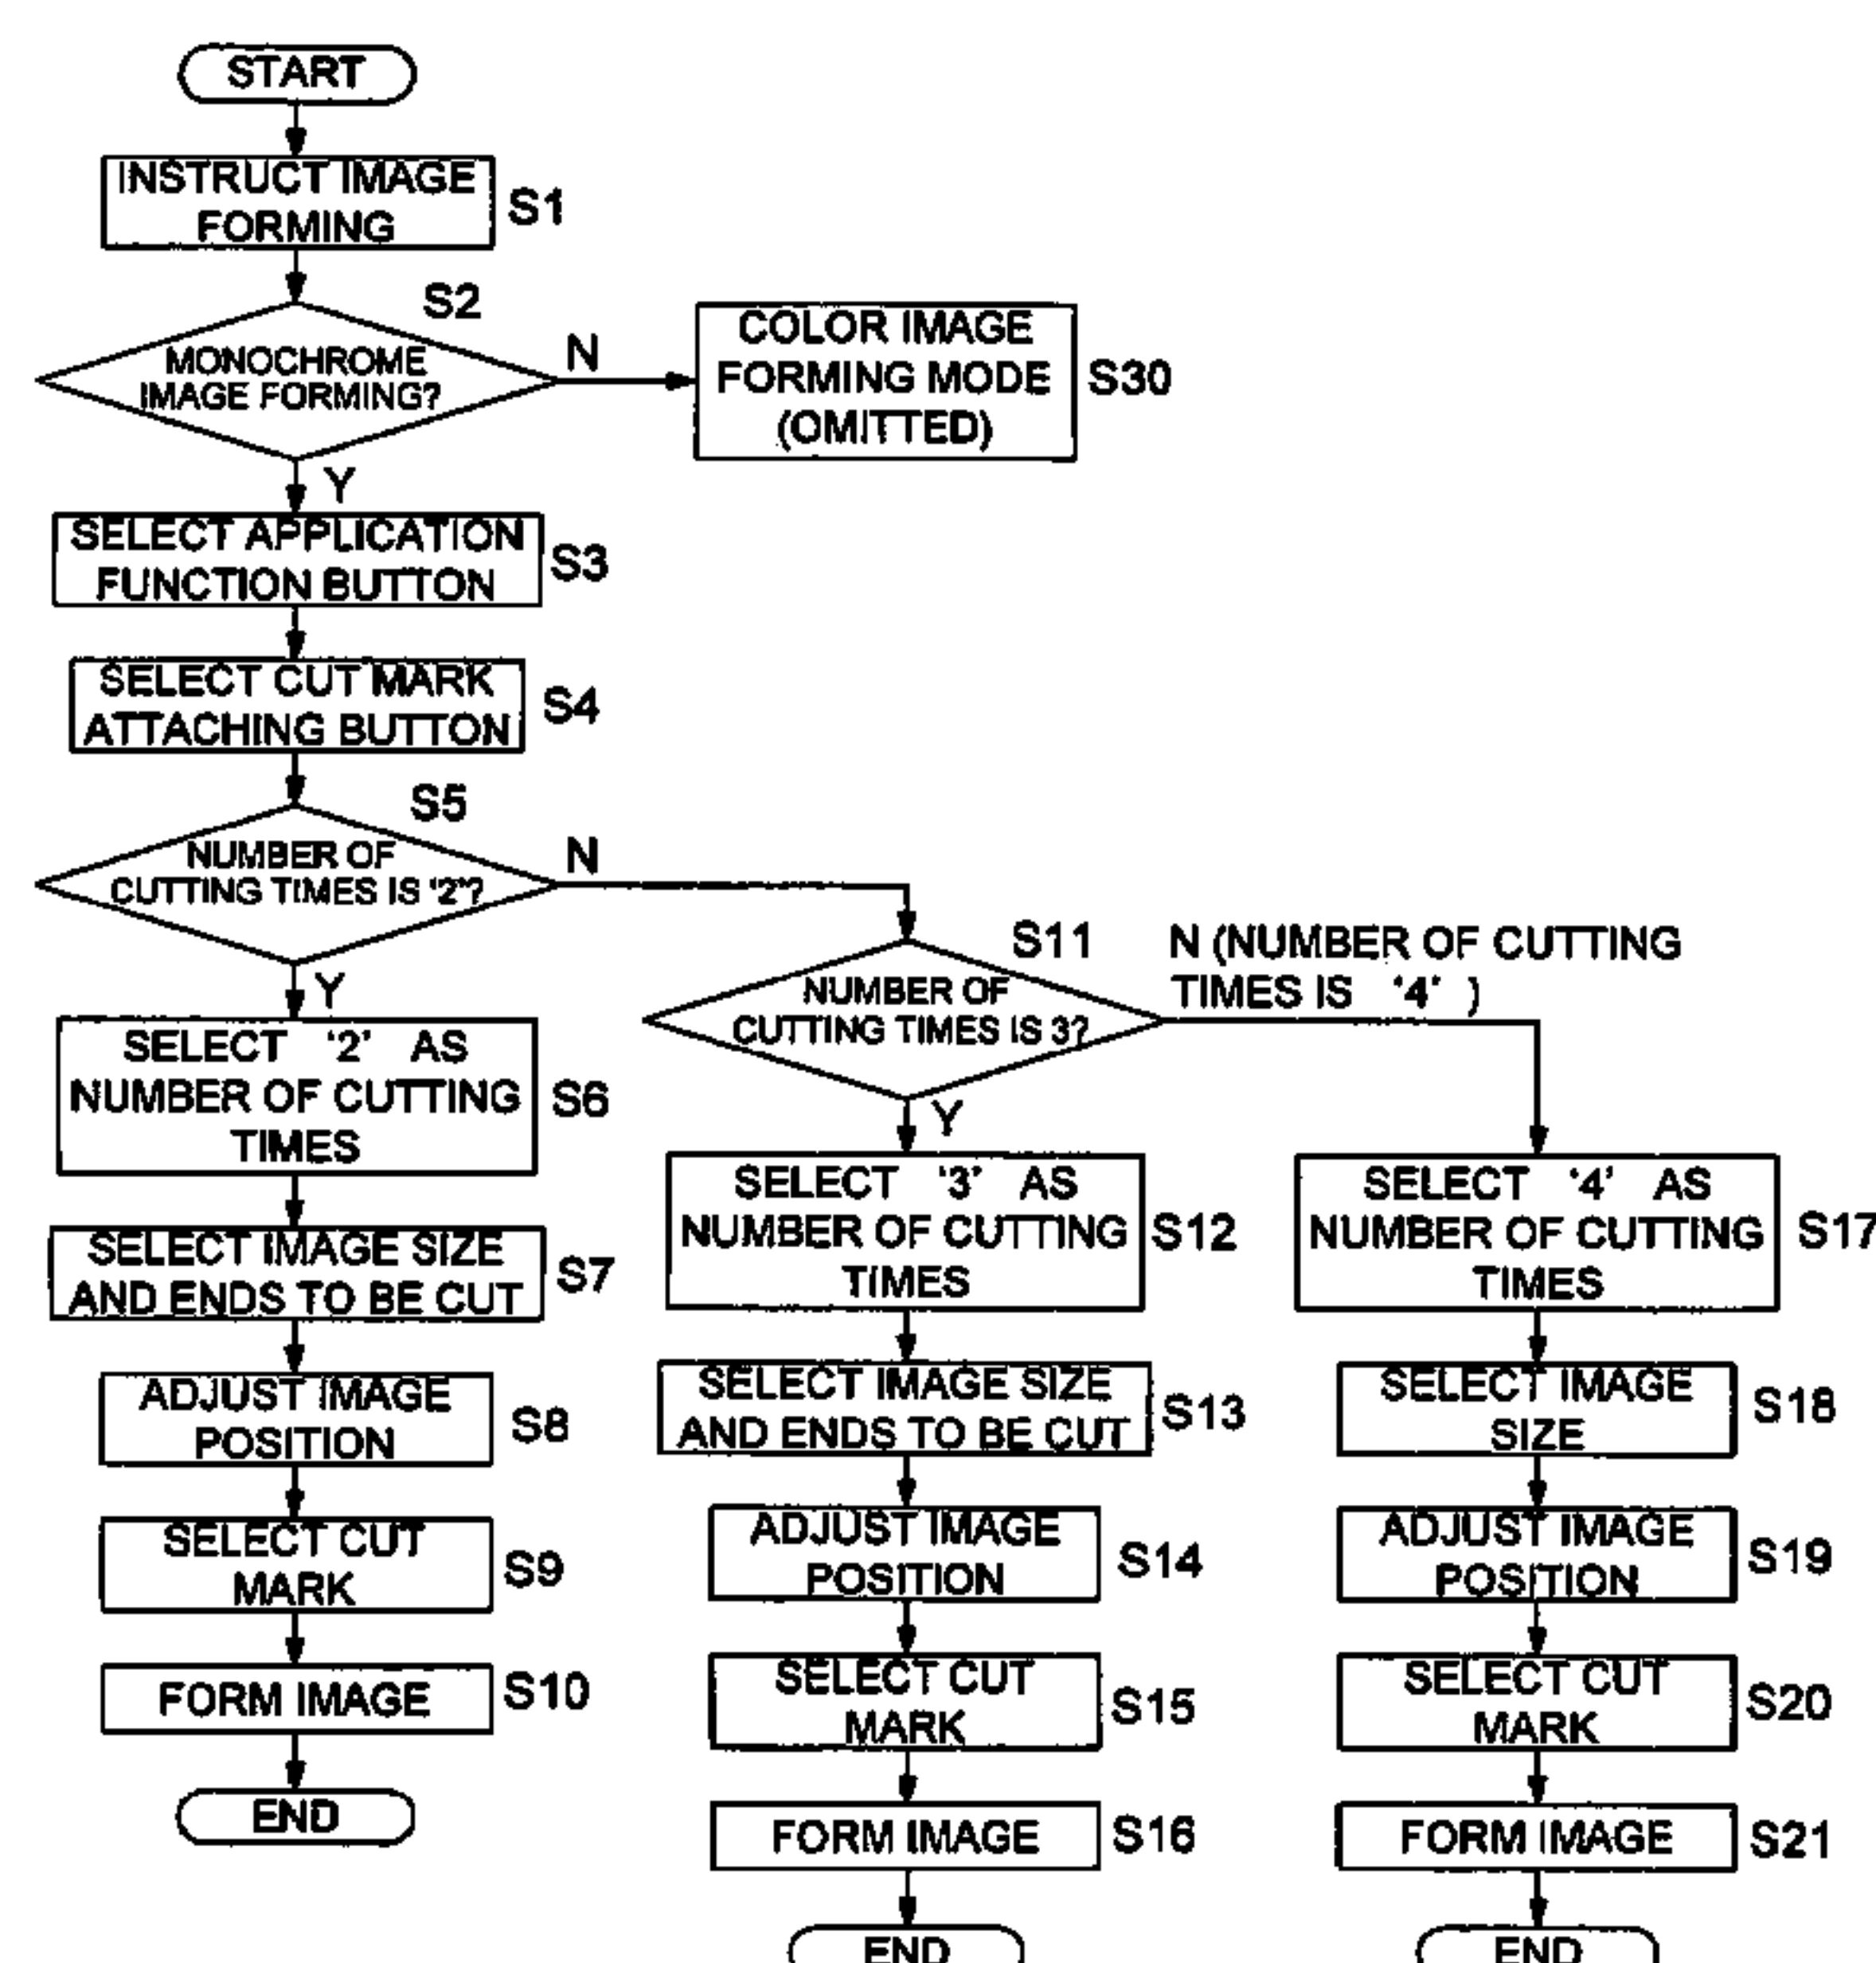 START
INSTRUCT IMAGE
FORMING
S1
S2
MONOCHROME
IMAGE FORMING?
N
COLOR IMAGE
FORMING MODE
(OMITTED)
S30
Y
SELECT APPLICATION
FUNCTION BUTTON
S3
SELECT CUT MARK
ATTACHING BUTTON
S4
S5
NUMBER OF
CUTTING TIMES IS '2'?
N
Y
SELECT '2' AS
NUMBER OF CUTTING
TIMES
S6
SELECT IMAGE SIZE
AND ENDS TO BE CUT
S7
ADJUST IMAGE
POSITION
S8
SELECT CUT
MARK
S9
FORM IMAGE
S10
END
S11
NUMBER OF
CUTTING TIMES IS 3?
N (NUMBER OF CUTTING
TIMES IS '4' )
Y
SELECT '3' AS
NUMBER OF CUTTING
TIMES
S12
SELECT IMAGE SIZE
AND ENDS TO BE CUT
S13
ADJUST IMAGE
POSITION
S14
SELECT CUT
MARK
S15
FORM IMAGE
S16
END
SELECT '4' AS
NUMBER OF CUTTING
TIMES
S17
SELECT IMAGE
SIZE
S18
ADJUST IMAGE
POSITION
S19
SELECT CUT
MARK
S20
FORM IMAGE
S21
END